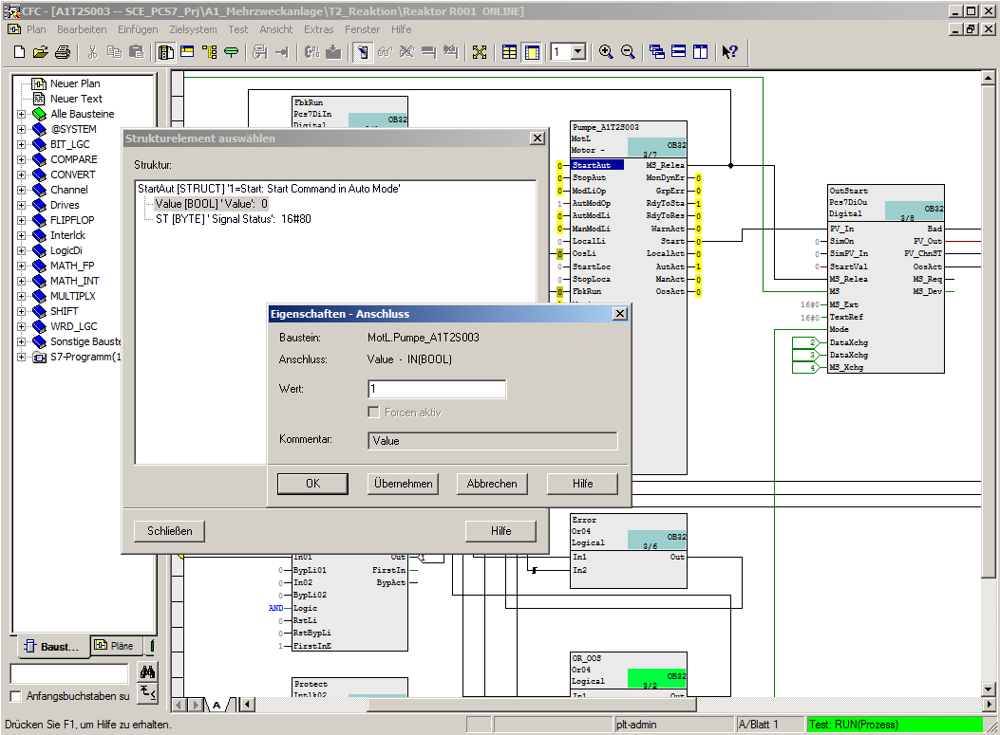 CFC - [A1T2S003 -- SCE_PCS7_Prj\A1_Mehrzweckanlage\T2_Reaktion\Reaktor R001 ONLINE]
Plan Bearbeiten Einfügen Zielsystem Test Ansicht Extras Fenster Hilfe
1
Neuer Plan
Neuer Text
Alle Bausteine
@SYSTEM
BIT_LGC
COMPARE
CONVERT
Channel
Drives
FLIPFLOP
Interlck
LogicDi
MATH_FP
MATH_INT
MULTIPLX
SHIFT
WRD_LGC
Sonstige Bauste
S7-Programm(1
Baust...
Pläne
Anfangsbuchstaben su
FbkRun
Pcs7DiIn
Digital
OB32
Strukturelement auswählen
Struktur:
StartAut [STRUCT] '1=Start: Start Command in Auto Mode'
Value [BOOL] ' Value': 0
ST [BYTE] ' Signal Status': 16#80
Schließen
Hilfe
Eigenschaften - Anschluss
Baustein: MotL.Pumpe_A1T2S003
Anschluss: Value - IN(BOOL)
Wert: 1
Forcen aktiv
Kommentar: Value
OK Übernehmen Abbrechen Hilfe
Pumpe_A1T2S003
MotL
Motor -
OB32
3/7
0 StartAut MS_Relea
0 StopAut MonDynEr 0
0 ModLiOp GrpErr 0
1 AutModOp RdyToSta 1
0 AutModLi RdyToRes 0
0 ManModLi WarnAct 0
0 LocalLi Start 0
0 OosLi LocalAct 0
0 StartLoc AutAct 1
0 StopLoca ManAct 0
0 FbkRun OosAct 0
OutStart
Pcs7DiOu
Digital
OB32
3/8
PV_In Bad
0 SimOn PV_Out
0 SimPV_In PV_ChnST
0 StartVal OosAct
MS_Relea MS_Req
MS MS_Dev
16#0 MS_Ext
16#0 TextRef
Mode
2 DataXchg
3 DataXchg
4 MS_Xchg
Error
Or04
Logical
OB32
3/6
In1 Out
In2
In01 Out 1
0 BypLi01 FirstIn
0 In02 BypAct
0 BypLi02
AND Logic
0 RstLi
0 RstBypLi
1 FirstInE
OR_OOS
Or04
Logical
OB32
3/2
In1 Out
Protect
Intlk02
OB32
A
Drücken Sie F1, um Hilfe zu erhalten.
plt-admin
A/Blatt 1
Test: RUN(Prozess)